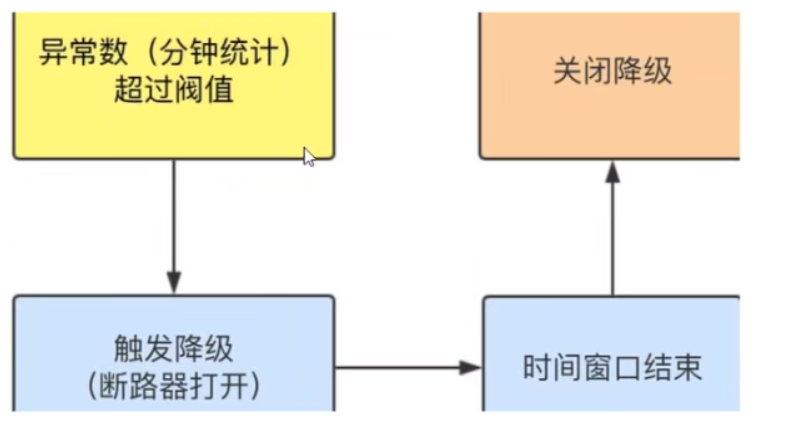 异常数（分钟统计）
超过阀值
关闭降级
触发降级
（断路器打开）
时间窗口结束